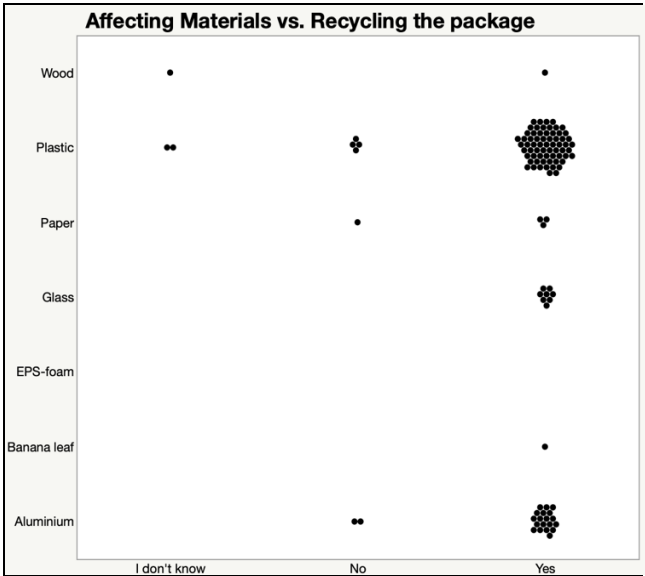 Affecting Materials vs. Recycling the package
Wood
Plastic
Paper
Glass
EPS-foam
Banana leaf
Aluminium
I don't know No Yes